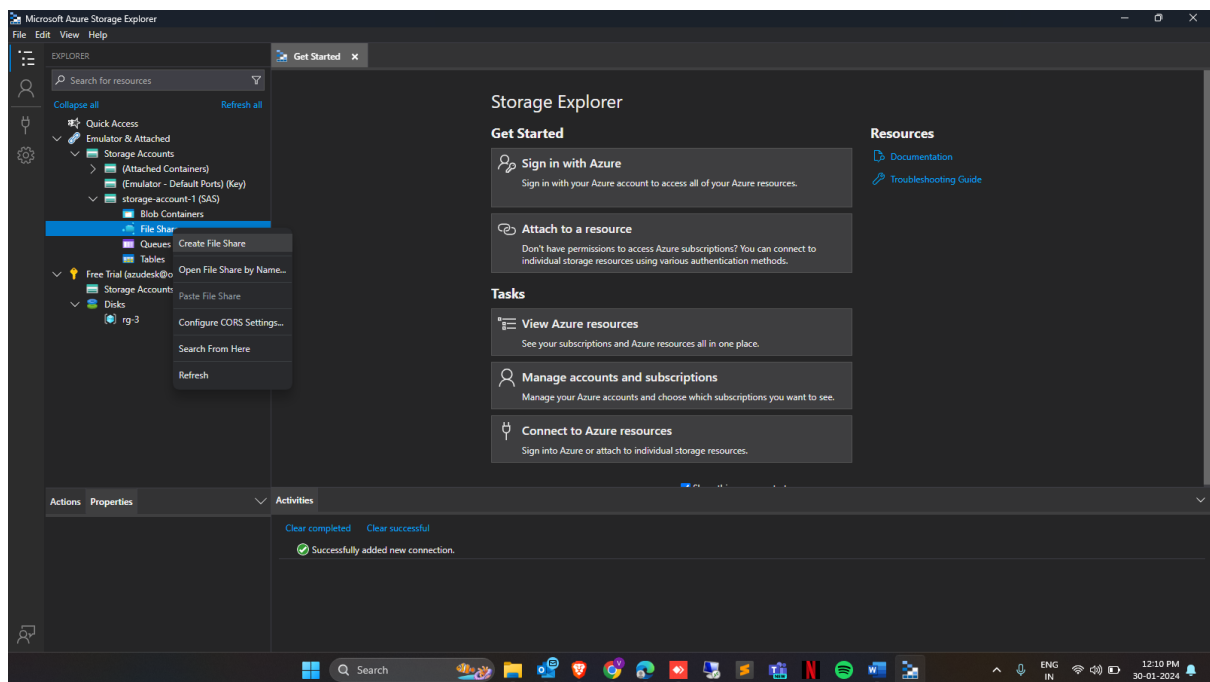 Microsoft Azure Storage Explorer
File Edit View Help
EXPLORER
Get Started
Search for resources
Collapse all Refresh all
Quick Access
Emulator & Attached
Storage Accounts
(Attached Containers)
(Emulator - Default Ports) (Key)
storage-account-1 (SAS)
Blob Containers
File Shar
Queues
Tables
Free Trial (azudesk@o
Storage Accounts
Disks
rg-3
Create File Share
Open File Share by Name...
Paste File Share
Configure CORS Settings...
Search From Here
Refresh
Storage Explorer
Get Started
Sign in with Azure
Sign in with your Azure account to access all of your Azure resources.
Attach to a resource
Don't have permissions to access Azure subscriptions? You can connect to
individual storage resources using various authentication methods.
Tasks
View Azure resources
See your subscriptions and Azure resources all in one place.
Manage accounts and subscriptions
Manage your Azure accounts and choose which subscriptions you want to see.
Connect to Azure resources
Sign into Azure or attach to individual storage resources.
Resources
Documentation
Troubleshooting Guide
Actions Properties
Activities
Clear completed Clear successful
Successfully added new connection.
Search
ENG
IN
12:10 PM
30-01-2024